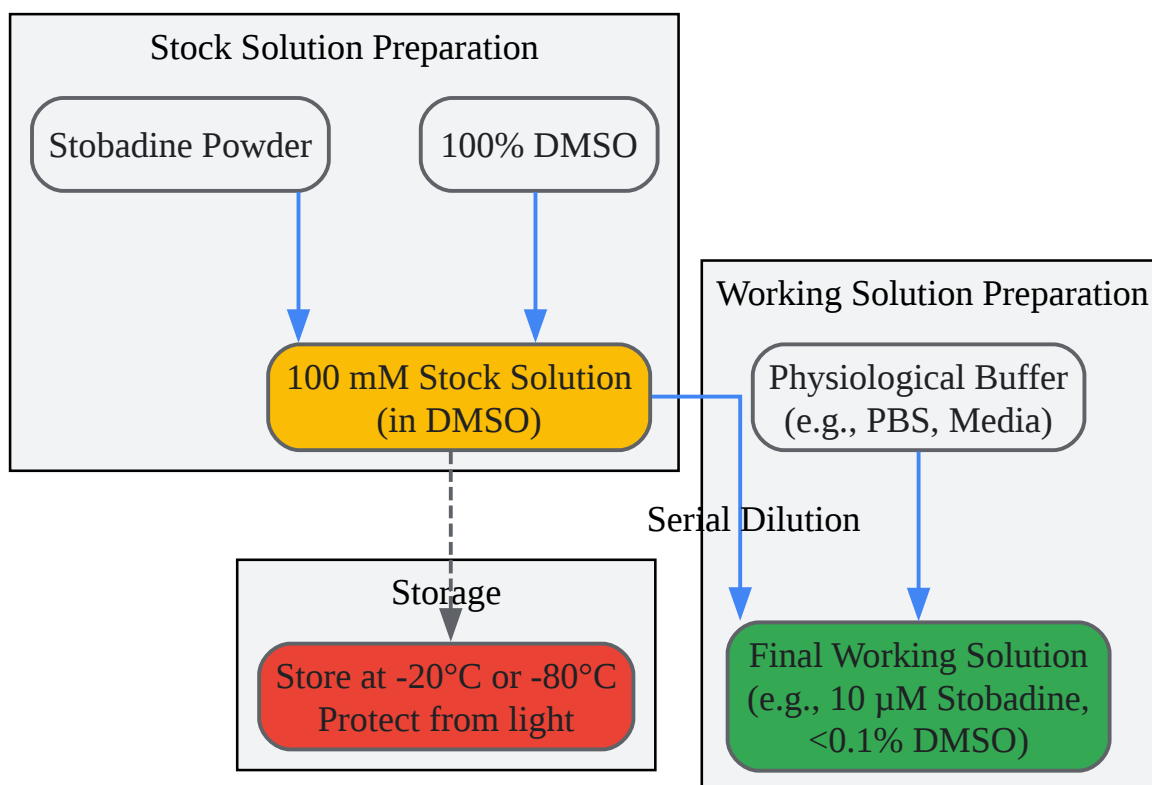 Stock Solution Preparation
Stobadine Powder
100% DMSO
100 mM Stock Solution
(in DMSO)
Working Solution Preparation
Physiological Buffer
(e.g., PBS, Media)
Serial Dilution
Storage
Store at -20°C or -80°C
Protect from light
Final Working Solution
(e.g., 10 µM Stobadine,
<0.1% DMSO)